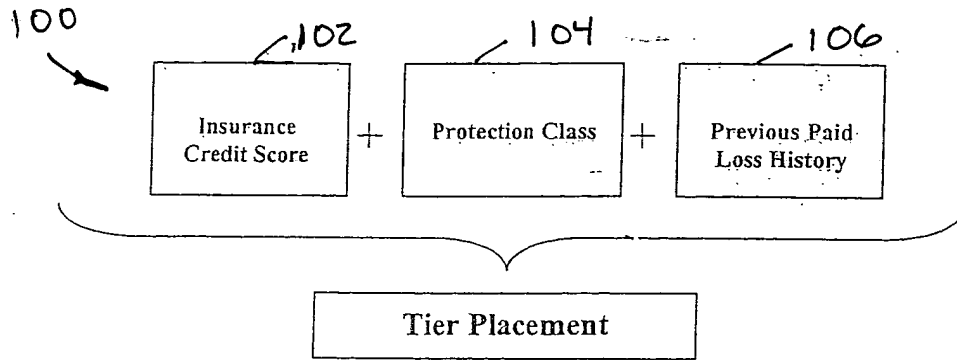 100
102
104
106
Insurance
Credit Score
+
Protection Class
+
Previous Paid
Loss History
Tier Placement